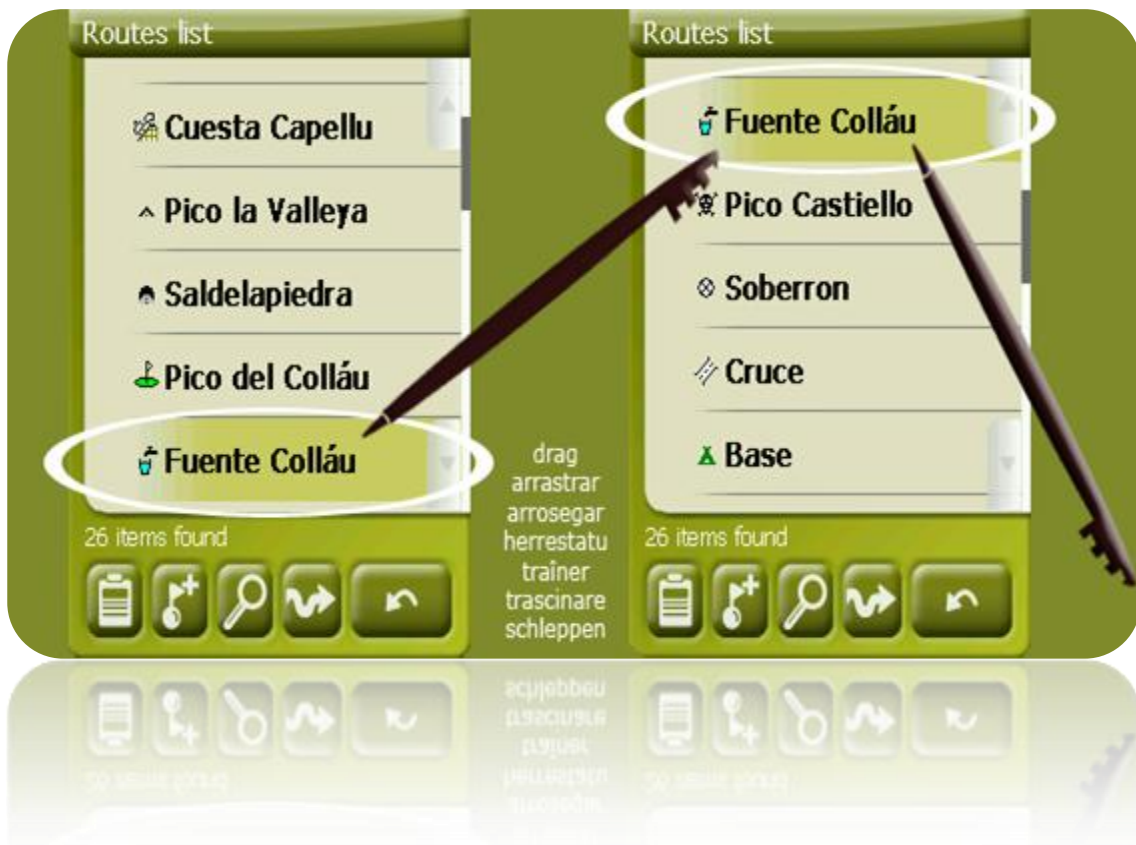 Routes list
Cuesta Capellu
Pico la Valleya
Saldelapiedra
Pico del Colláu
Fuente Colláu
26 items found
drag
arrastrar
arrosegar
herrestatu
traîner
trascinare
schleppen
Routes list
Fuente Colláu
Pico Castiello
Soberron
Cruce
Base
26 items found